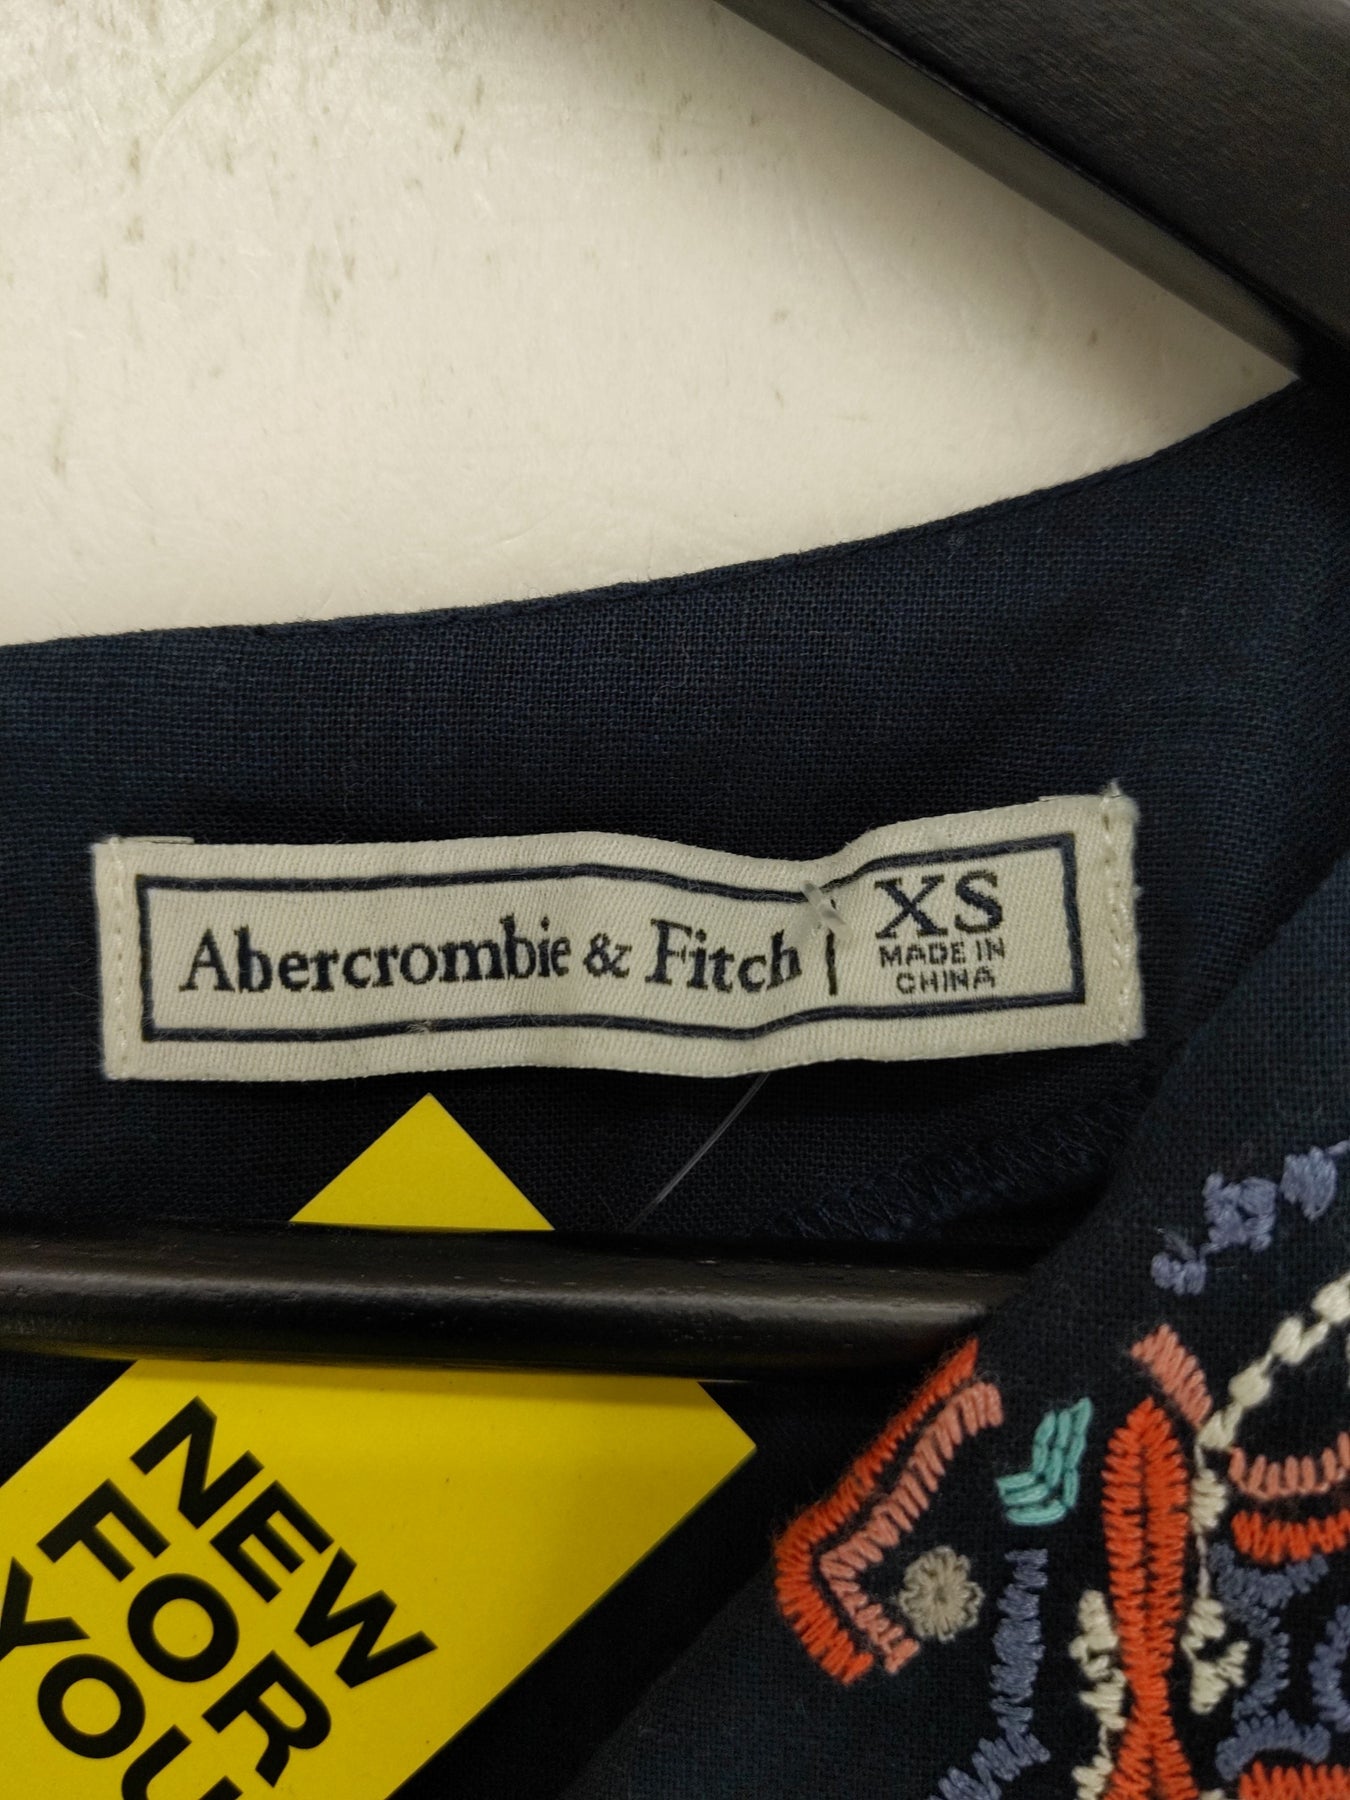 Abercrombie & Fitch | XS
MADE IN
CHINA
NEW
FOR
YOU